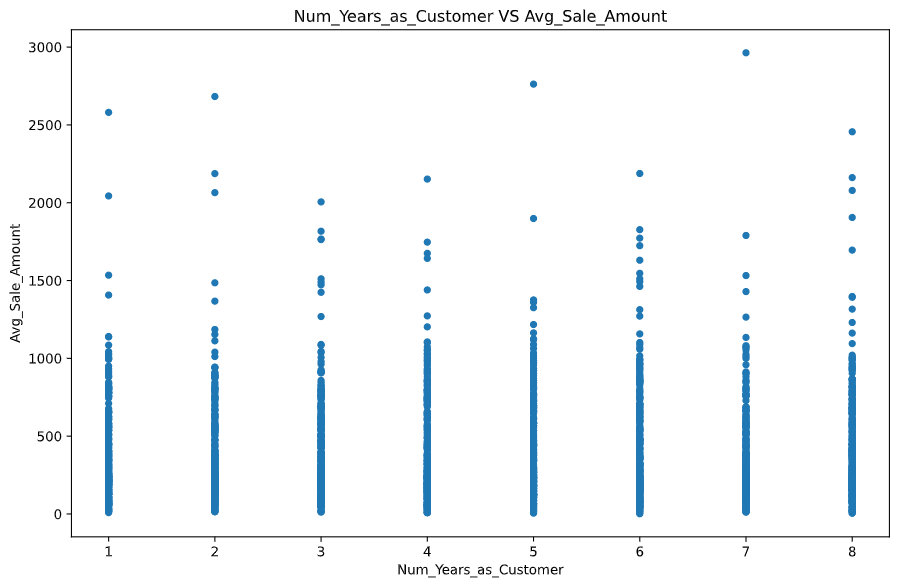 Num_Years_as_Customer VS Avg_Sale_Amount
3000
2500
2000
1500
1000
500
0
Avg_Sale_Amount
1 2 3 4 5 6 7 8
Num_Years_as_Customer